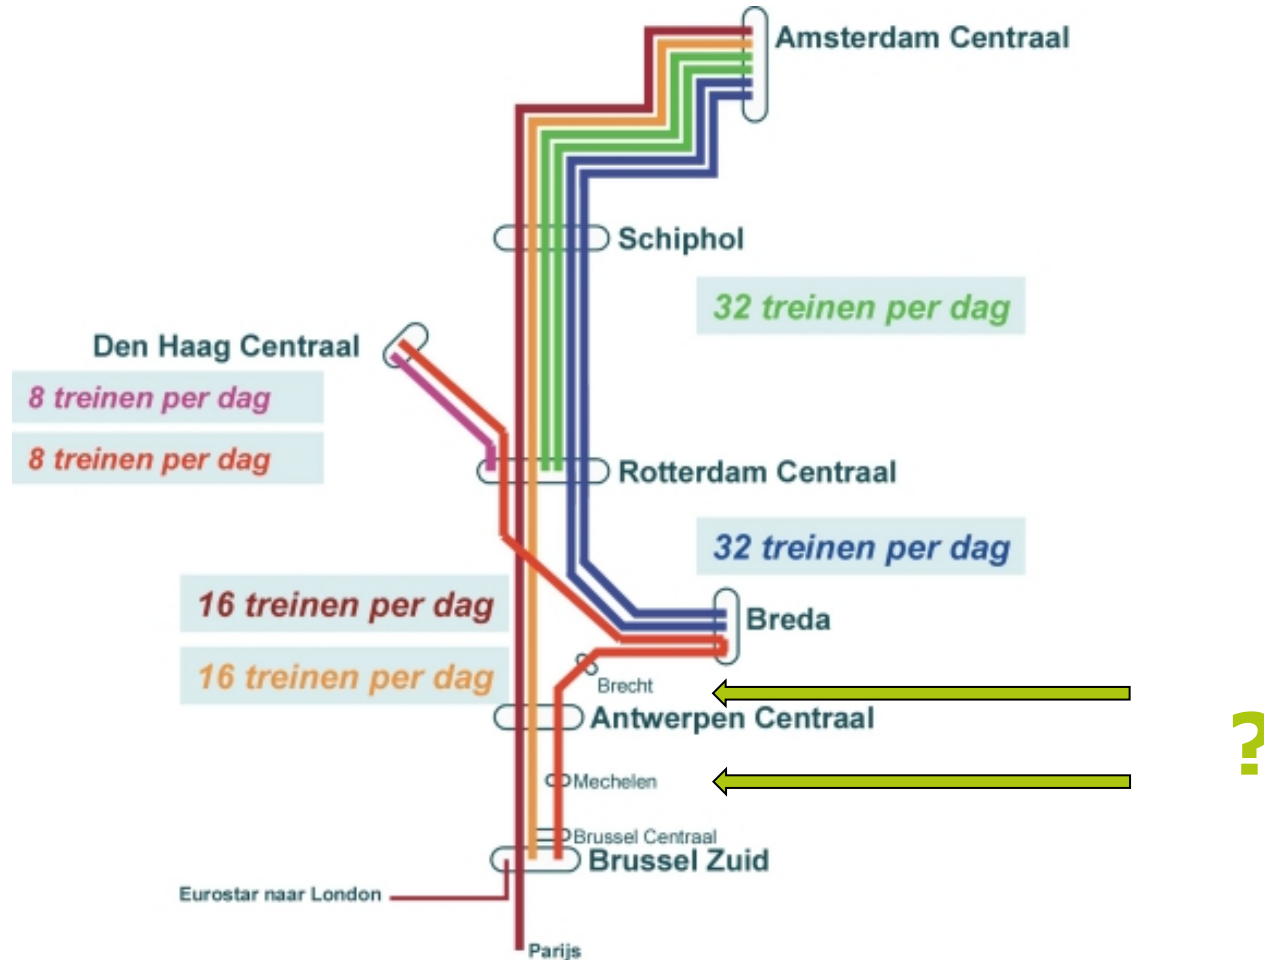 Amsterdam Centraal
Schiphol
32 treinen per dag
Den Haag Centraal
8 treinen per dag
8 treinen per dag
Rotterdam Centraal
32 treinen per dag
16 treinen per dag
Breda
16 treinen per dag
Brecht
Antwerpen Centraal
?
Mechelen
Brussel Centraal
Brussel Zuid
Eurostar naar London
Parijs